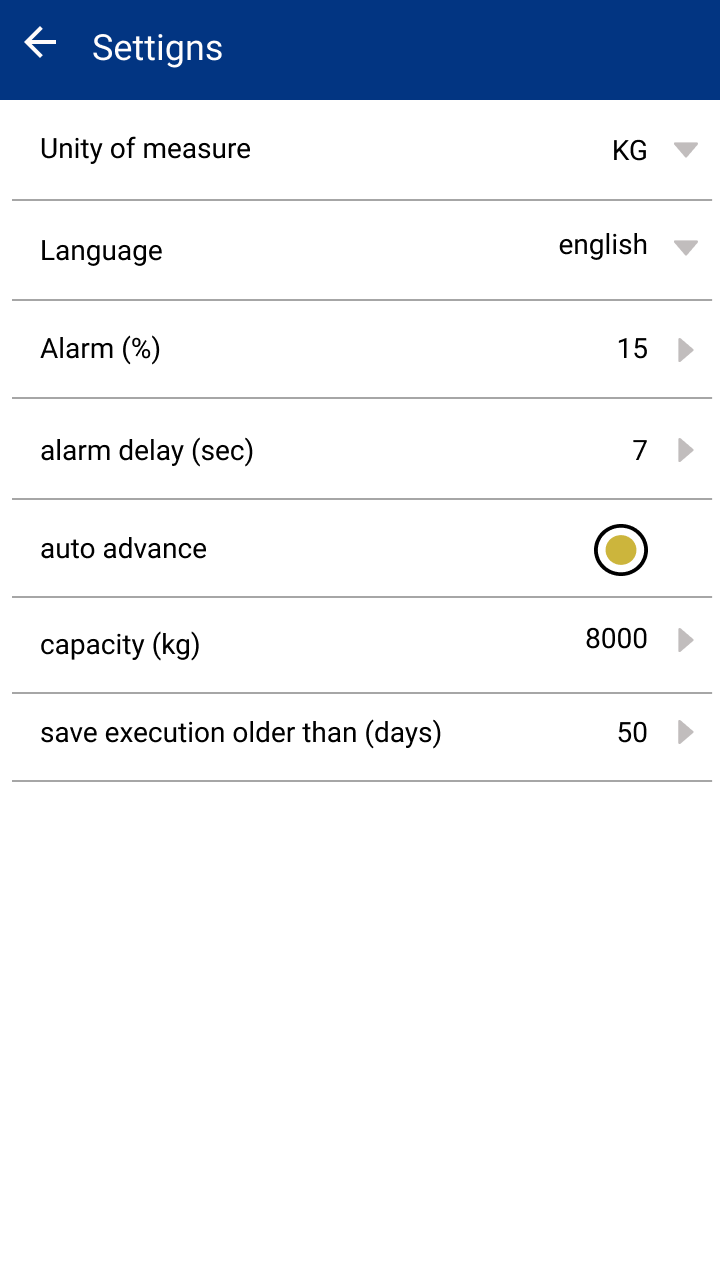 Settigns
Unity of measure KG
Language english
Alarm (%) 15
alarm delay (sec) 7
auto advance
capacity (kg) 8000
save execution older than (days) 50